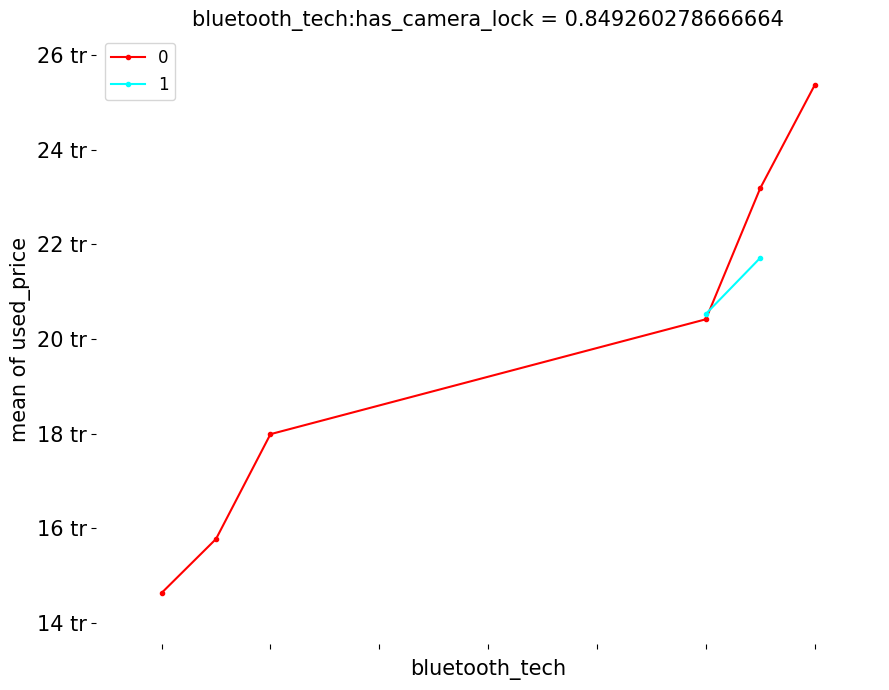 bluetooth_tech:has_camera_lock = 0.849260278666664
0
1
26 tr
24 tr
22 tr
20 tr
18 tr
16 tr
14 tr
mean of used_price
bluetooth_tech